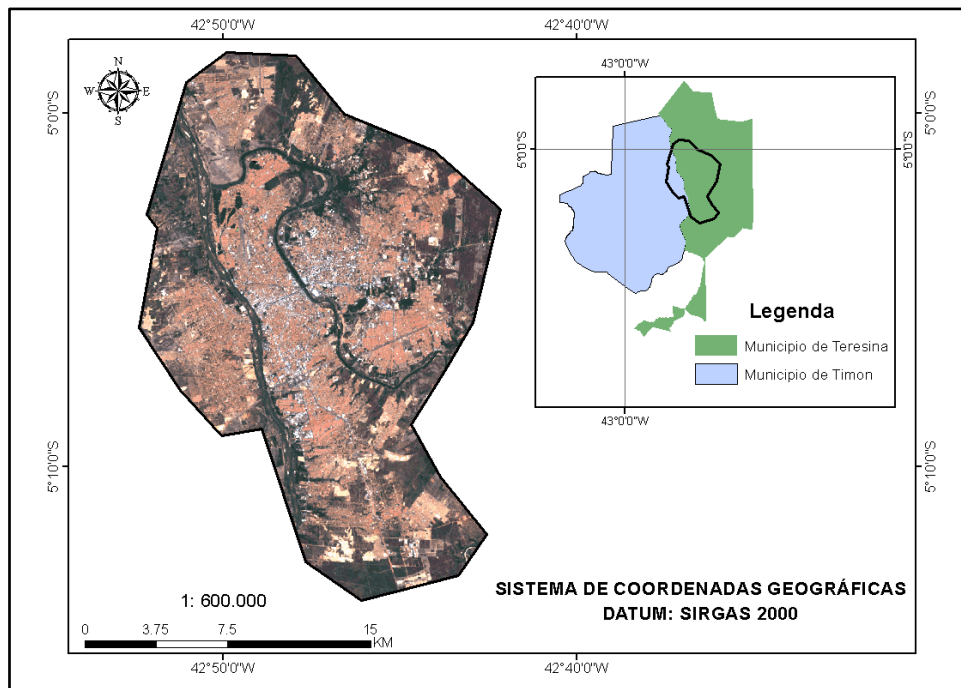 42°50'0"W
42°40'0"W
N
W
E
S
5°0'0"S
5°0'0"S
43°0'0"W
5°0'0"S
5°0'0"S
Legenda
Municipio de Teresina
Municipio de Timon
43°0'0"W
5°10'0"S
5°10'0"S
SISTEMA DE COORDENADAS GEOGRÁFICAS
DATUM: SIRGAS 2000
1: 600.000
0 3.75 7.5 15
KM
42°50'0"W
42°40'0"W